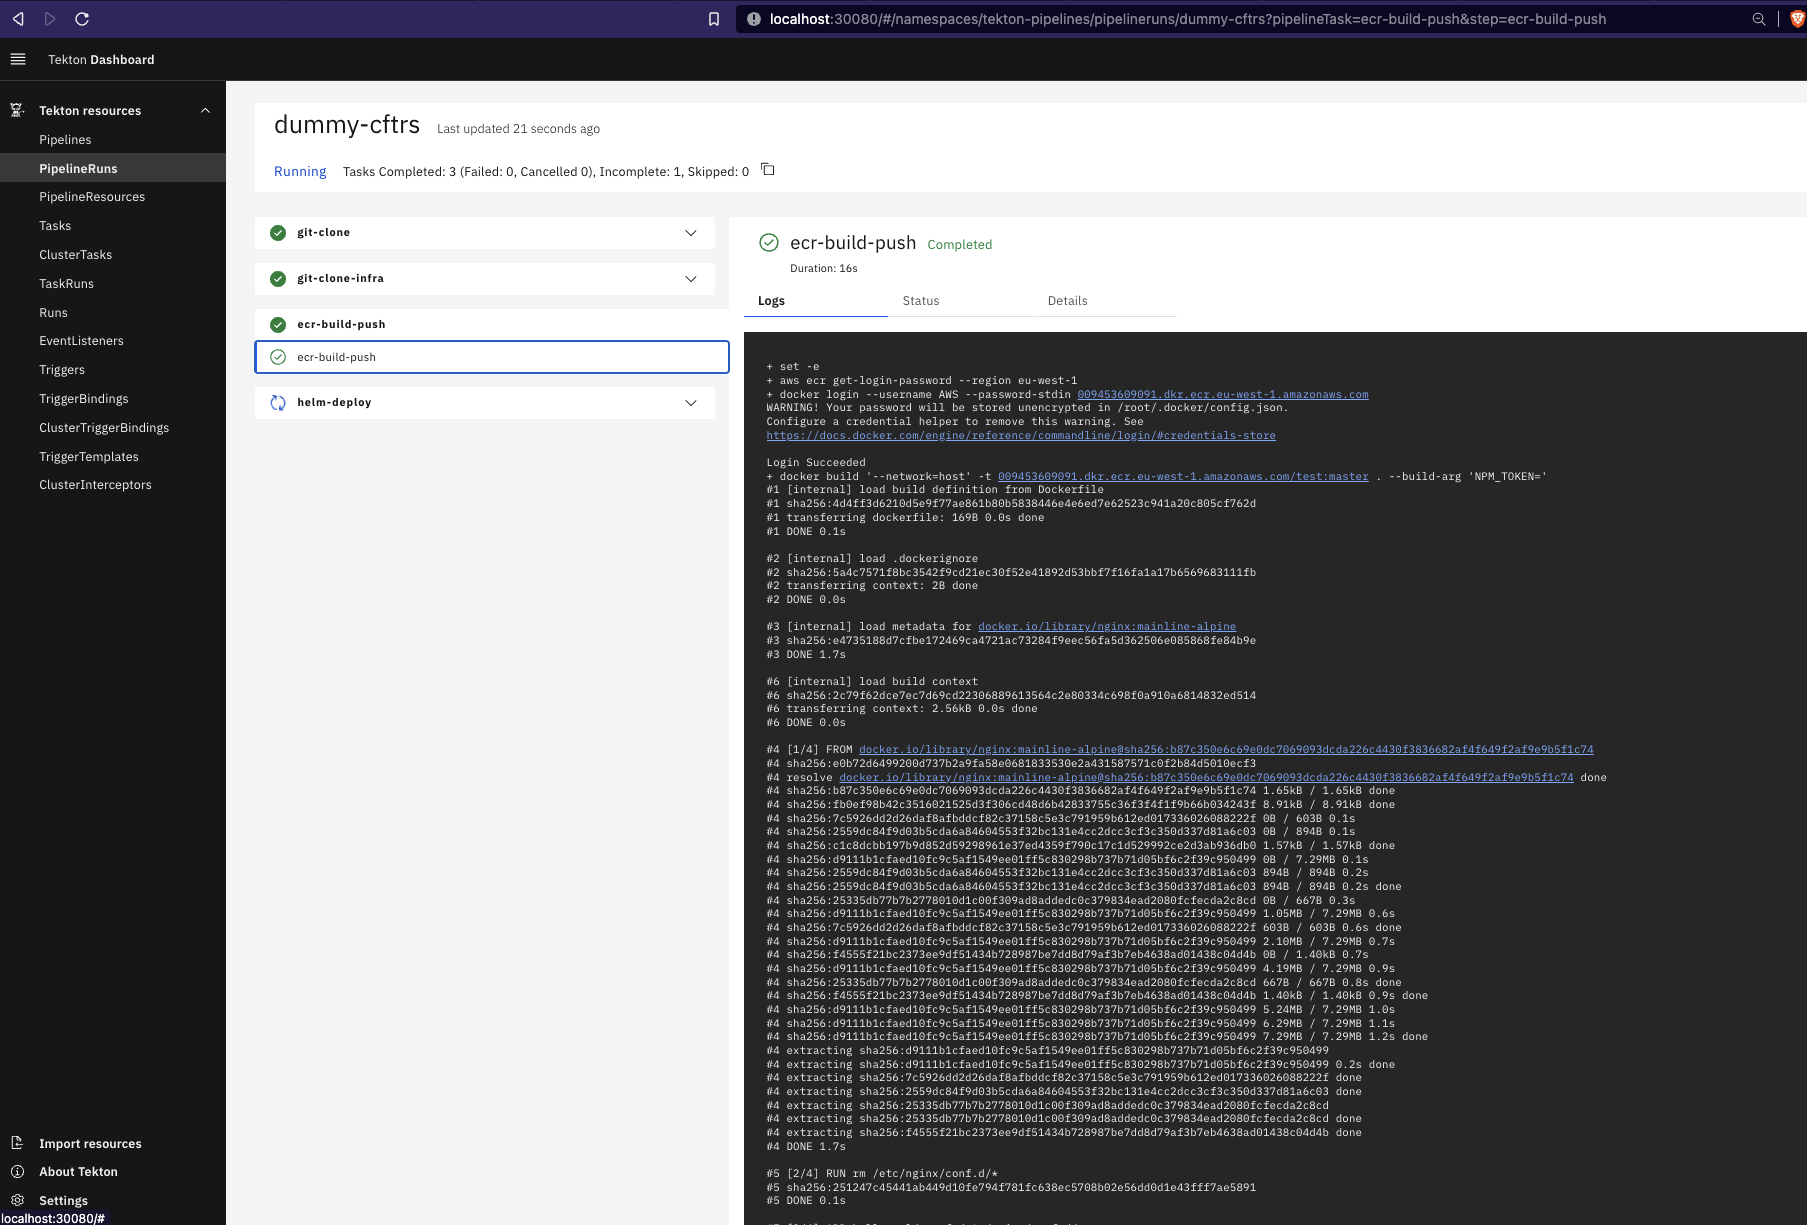 localhost:30080/#/namespaces/tekton-pipelines/pipelineruns/dummy-cftrs?pipelineTask=ecr-build-push&step=ecr-build-push
Tekton Dashboard
Tekton resources
Pipelines
PipelineRuns
PipelineResources
Tasks
ClusterTasks
TaskRuns
Runs
EventListeners
Triggers
TriggerBindings
ClusterTriggerBindings
TriggerTemplates
ClusterInterceptors
Import resources
About Tekton
Settings
localhost:30080/#
dummy-cftrs Last updated 21 seconds ago
Running Tasks Completed: 3 (Failed: 0, Cancelled 0), Incomplete: 1, Skipped: 0
git-clone
git-clone-infra
ecr-build-push
ecr-build-push
helm-deploy
ecr-build-push Completed
Duration: 16s
Logs Status Details
+ set -e
+ aws ecr get-login-password --region eu-west-1
+ docker login --username AWS --password-stdin 009453609091.dkr.ecr.eu-west-1.amazonaws.com
WARNING! Your password will be stored unencrypted in /root/.docker/config.json.
Configure a credential helper to remove this warning. See
https://docs.docker.com/engine/reference/commandline/login/#credentials-store
Login Succeeded
+ docker build '--network=host' -t 009453609091.dkr.ecr.eu-west-1.amazonaws.com/test:master . --build-arg 'NPM_TOKEN='
#1 [internal] load build definition from Dockerfile
#1 sha256:4d4ff3d6210d5e9f77ae861b80b5838446e4e6ed7e62523c941a20c805cf762d
#1 transferring dockerfile: 169B 0.0s done
#1 DONE 0.1s
#2 [internal] load .dockerignore
#2 sha256:5a4c7571f8bc3542f9cd21ec30f52e41892d53bbf7f16fa1a17b6569683111fb
#2 transferring context: 2B done
#2 DONE 0.0s
#3 [internal] load metadata for docker.io/library/nginx:mainline-alpine
#3 sha256:e4735188d7cfbe172469ca4721ac73284f9eec56fa5d362506e085868fe84b9e
#3 DONE 1.7s
#6 [internal] load build context
#6 sha256:2c79f62dce7ec7d69cd22306889613564c2e80334c698f0a910a6814832ed514
#6 transferring context: 2.56kB 0.0s done
#6 DONE 0.0s
#4 [1/4] FROM docker.io/library/nginx:mainline-alpine@sha256:b87c350e6c69e0dc7069093dcda226c4430f3836682af4f649f2af9e9b5f1c74
#4 sha256:e0b72d6499200d737b2a9fa58e0681833530e2a431587571c0f2b84d5010ecf3
#4 resolve docker.io/library/nginx:mainline-alpine@sha256:b87c350e6c69e0dc7069093dcda226c4430f3836682af4f649f2af9e9b5f1c74 done
#4 sha256:b87c350e6c69e0dc7069093dcda226c4430f3836682af4f649f2af9e9b5f1c74 1.65kB / 1.65kB done
#4 sha256:fb0ef98b42c3516021525d3f306cd48d6b42833755c36f3f4f1f9b66b034243f 8.91kB / 8.91kB done
#4 sha256:7c5926dd2d26daf8afbddcf82c37158c5e3c791959b612ed017336026088222f 0B / 603B 0.1s
#4 sha256:2559dc84f9d03b5cda6a84604553f32bc131e4cc2dcc3cf3c350d337d81a6c03 0B / 894B 0.1s
#4 sha256:c1c8dcbb197b9d852d59298961e37ed4359f790c17c1d529992ce2d3ab936db0 1.57kB / 1.57kB done
#4 sha256:d9111b1cfaed10fc9c5af1549ee01ff5c830298b737b71d05bf6c2f39c950499 0B / 7.29MB 0.1s
#4 sha256:2559dc84f9d03b5cda6a84604553f32bc131e4cc2dcc3cf3c350d337d81a6c03 894B / 894B 0.2s
#4 sha256:2559dc84f9d03b5cda6a84604553f32bc131e4cc2dcc3cf3c350d337d81a6c03 894B / 894B 0.2s done
#4 sha256:25335db77b7b2778010d1c00f309ad8addedc0c379834ead2080fcfecda2c8cd 0B / 667B 0.3s
#4 sha256:d9111b1cfaed10fc9c5af1549ee01ff5c830298b737b71d05bf6c2f39c950499 1.05MB / 7.29MB 0.6s
#4 sha256:7c5926dd2d26daf8afbddcf82c37158c5e3c791959b612ed017336026088222f 603B / 603B 0.6s done
#4 sha256:d9111b1cfaed10fc9c5af1549ee01ff5c830298b737b71d05bf6c2f39c950499 2.10MB / 7.29MB 0.7s
#4 sha256:f4555f21bc2373ee9df51434b728987be7dd8d79af3b7eb4638ad01438c04d4b 0B / 1.40kB 0.7s
#4 sha256:d9111b1cfaed10fc9c5af1549ee01ff5c830298b737b71d05bf6c2f39c950499 4.19MB / 7.29MB 0.9s
#4 sha256:25335db77b7b2778010d1c00f309ad8addedc0c379834ead2080fcfecda2c8cd 667B / 667B 0.8s done
#4 sha256:f4555f21bc2373ee9df51434b728987be7dd8d79af3b7eb4638ad01438c04d4b 1.40kB / 1.40kB 0.9s done
#4 sha256:d9111b1cfaed10fc9c5af1549ee01ff5c830298b737b71d05bf6c2f39c950499 5.24MB / 7.29MB 1.0s
#4 sha256:d9111b1cfaed10fc9c5af1549ee01ff5c830298b737b71d05bf6c2f39c950499 6.29MB / 7.29MB 1.1s
#4 sha256:d9111b1cfaed10fc9c5af1549ee01ff5c830298b737b71d05bf6c2f39c950499 7.29MB / 7.29MB 1.2s done
#4 extracting sha256:d9111b1cfaed10fc9c5af1549ee01ff5c830298b737b71d05bf6c2f39c950499
#4 extracting sha256:d9111b1cfaed10fc9c5af1549ee01ff5c830298b737b71d05bf6c2f39c950499 0.2s done
#4 extracting sha256:7c5926dd2d26daf8afbddcf82c37158c5e3c791959b612ed017336026088222f done
#4 extracting sha256:2559dc84f9d03b5cda6a84604553f32bc131e4cc2dcc3cf3c350d337d81a6c03 done
#4 extracting sha256:25335db77b7b2778010d1c00f309ad8addedc0c379834ead2080fcfecda2c8cd
#4 extracting sha256:25335db77b7b2778010d1c00f309ad8addedc0c379834ead2080fcfecda2c8cd done
#4 extracting sha256:f4555f21bc2373ee9df51434b728987be7dd8d79af3b7eb4638ad01438c04d4b done
#4 DONE 1.7s
#5 [2/4] RUN rm /etc/nginx/conf.d/*
#5 sha256:251247c45441ab449d10fe794f781fc638ec5708b02e56dd0d1e43fff7ae5891
#5 DONE 0.1s